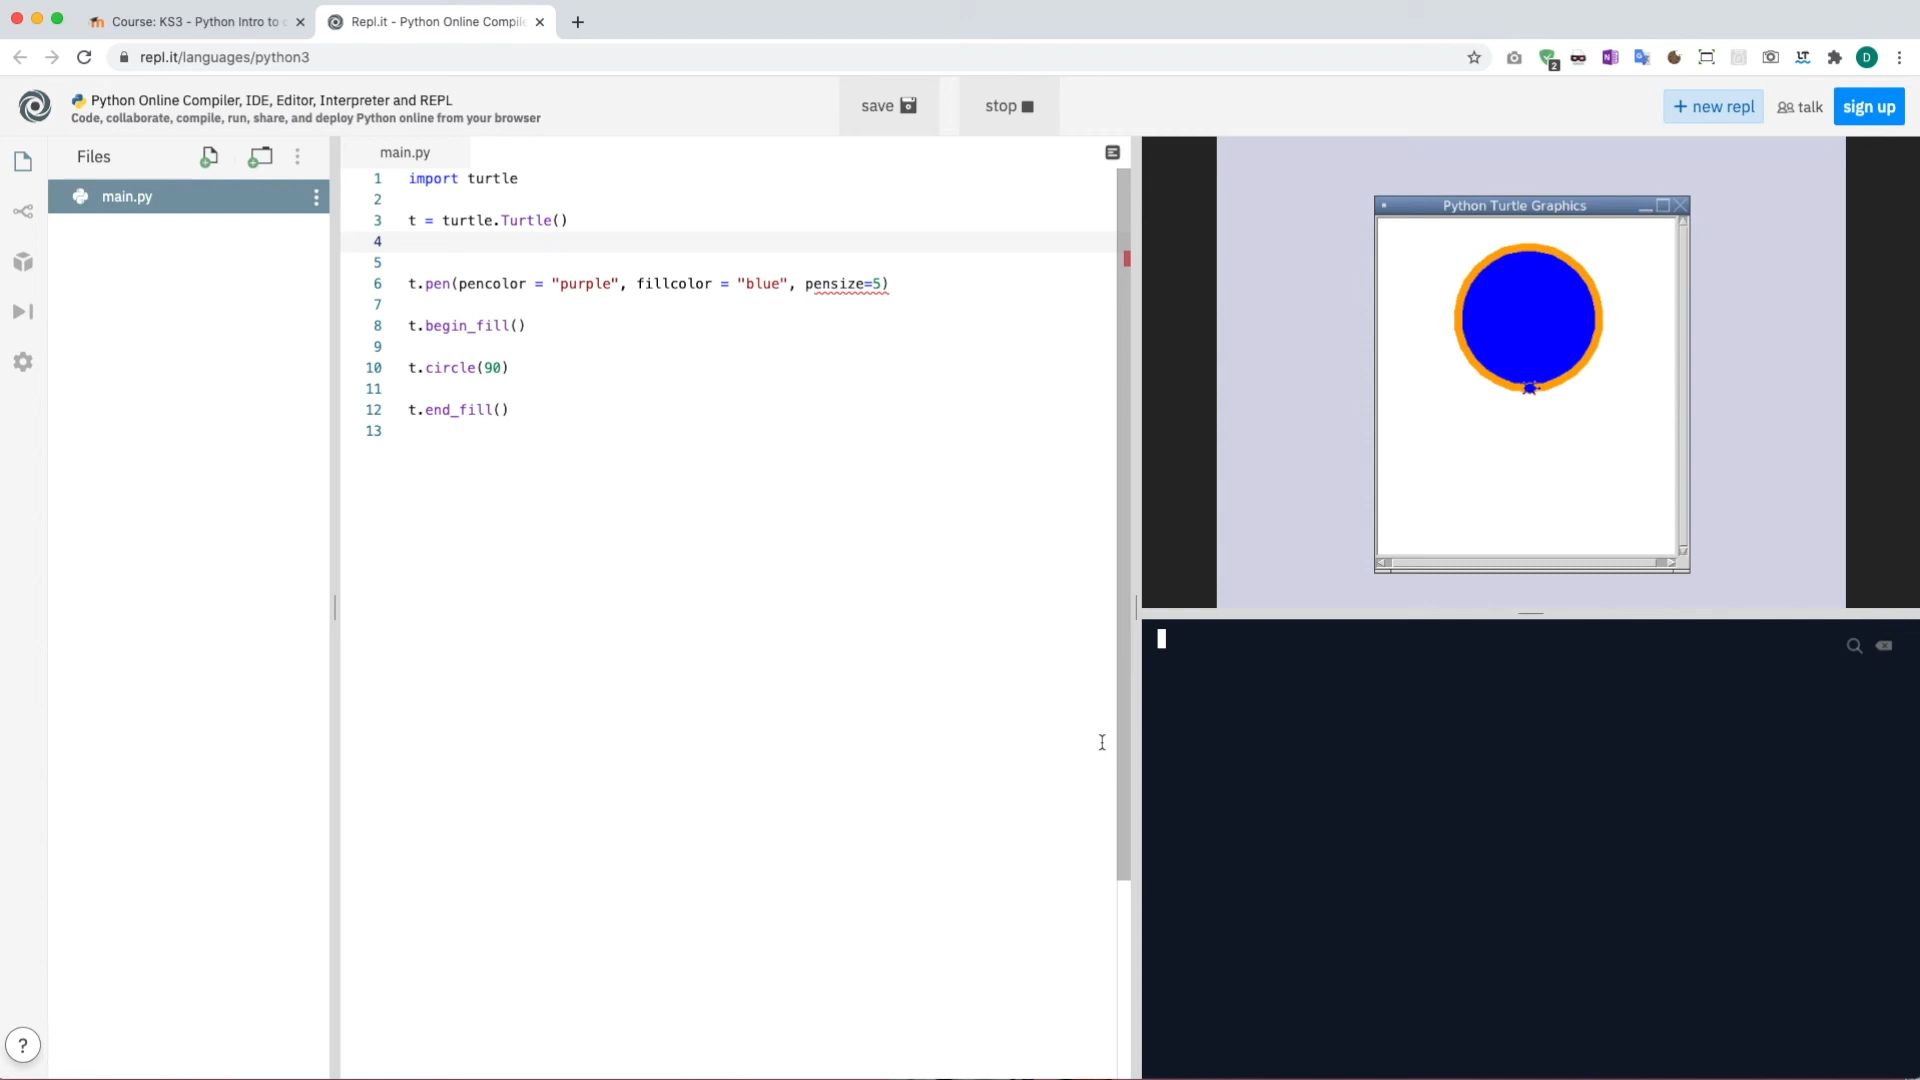 Course: KS3 - Python Intro to c
Repl.it - Python Online Compile
repl.it/languages/python3
2
D
Python Online Compiler, IDE, Editor, Interpreter and REPL
Code, collaborate, compile, run, share, and deploy Python online from your browser
save
stop
+ new repl
talk
sign up
Files
main.py
main.py
1 import turtle
2
3 t = turtle.Turtle()
4
5
6 t.pen(pencolor = "purple", fillcolor = "blue", pensize=5)
7
8 t.begin_fill()
9
10 t.circle(90)
11
12 t.end_fill()
13
Python Turtle Graphics
?